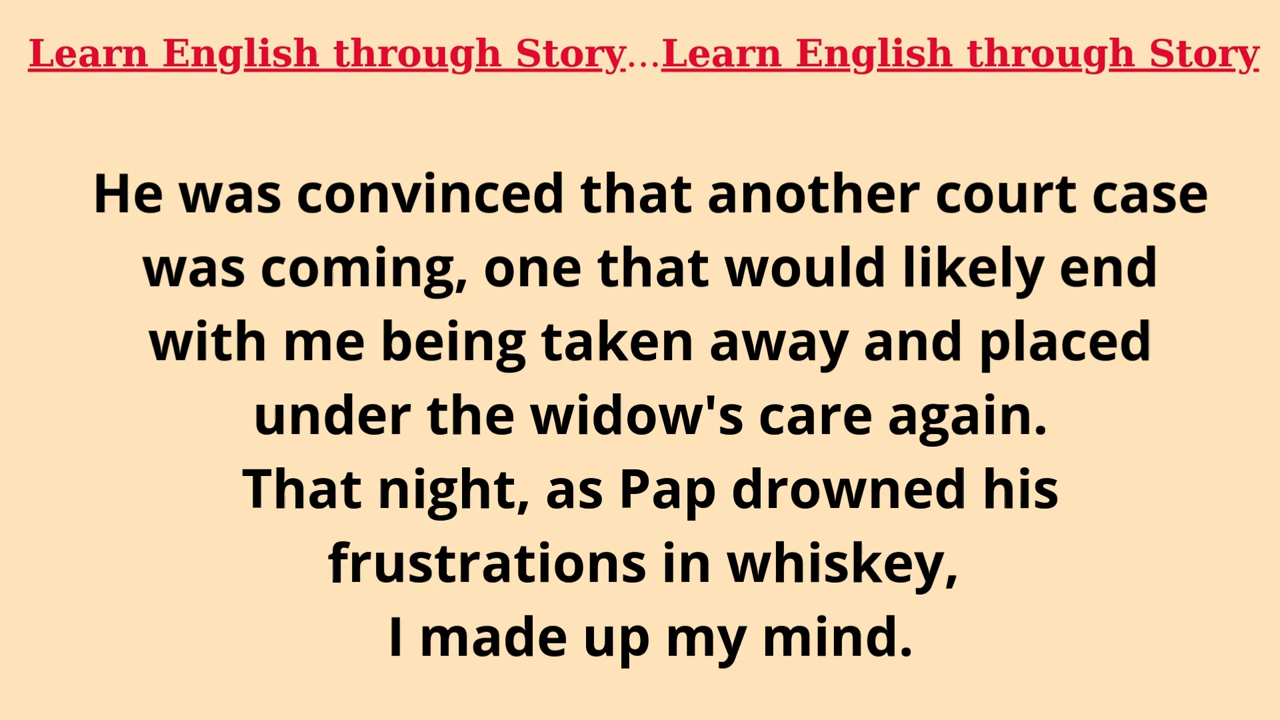 Learn English through Story...Learn English through Story
He was convinced that another court case
was coming, one that would likely end
with me being taken away and placed
under the widow's care again.
That night, as Pap drowned his
frustrations in whiskey,
I made up my mind.